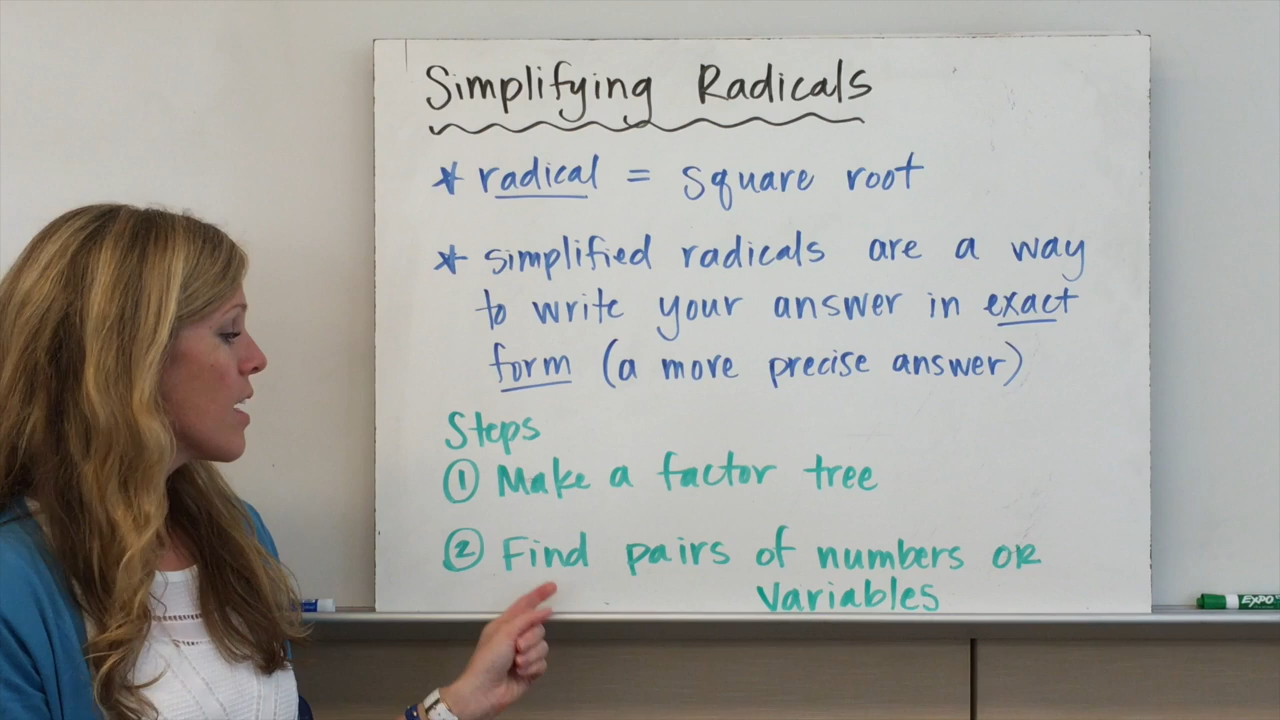 Simplifying Radicals
* radical = square root
* simplified radicals are a way
to write your answer in exact
form (a more precise answer)
Steps
① Make a factor tree
② Find pairs of numbers OR
variables
EXPO